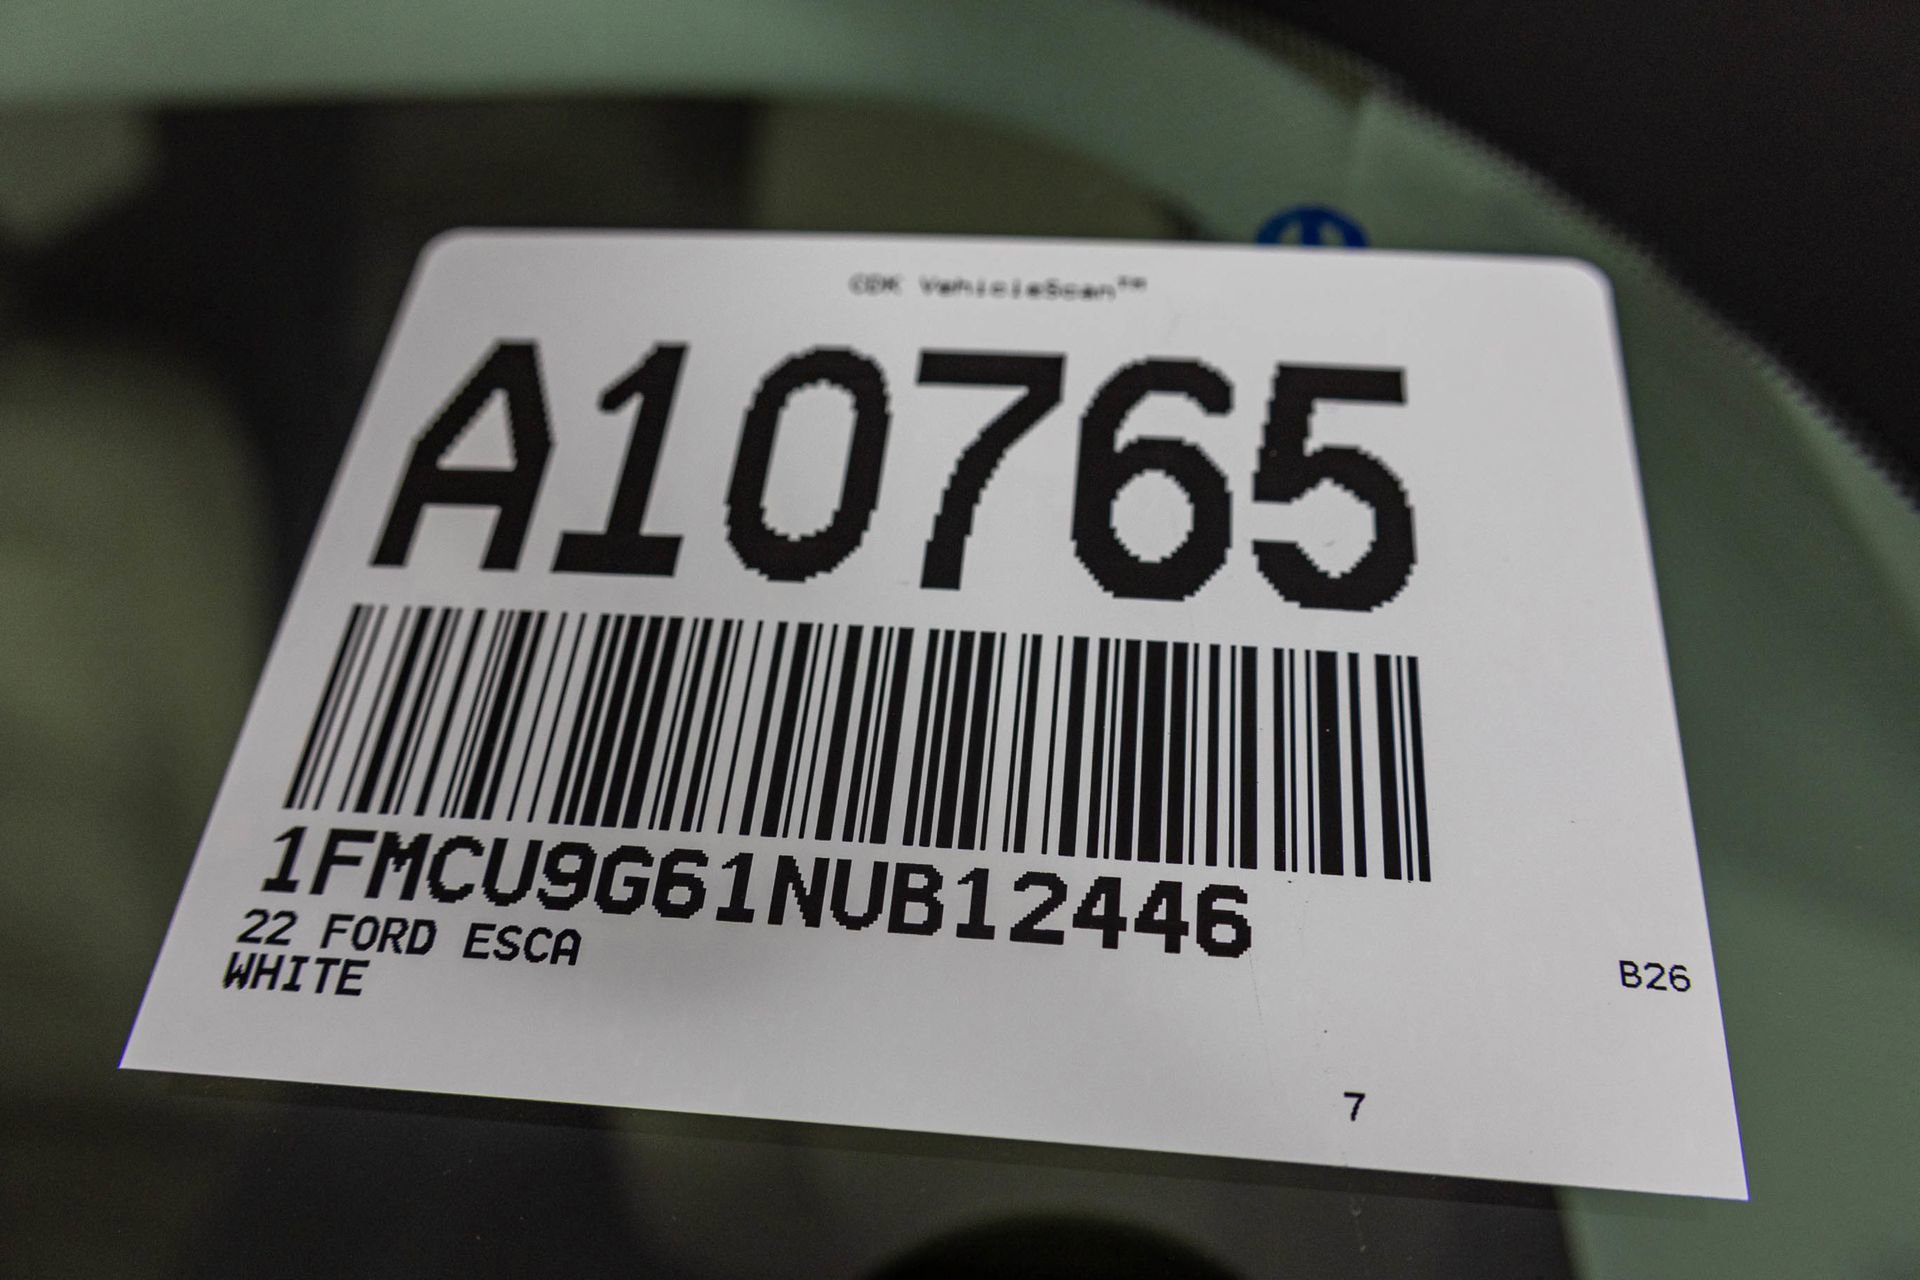 CDK VehicleScan™
A10765
1FMCU9G61NUB12446
22 FORD ESCA
WHITE
B26
7